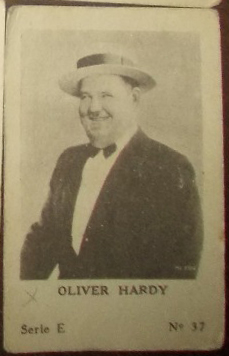 OLIVER HARDY
Serie E
Nº 37